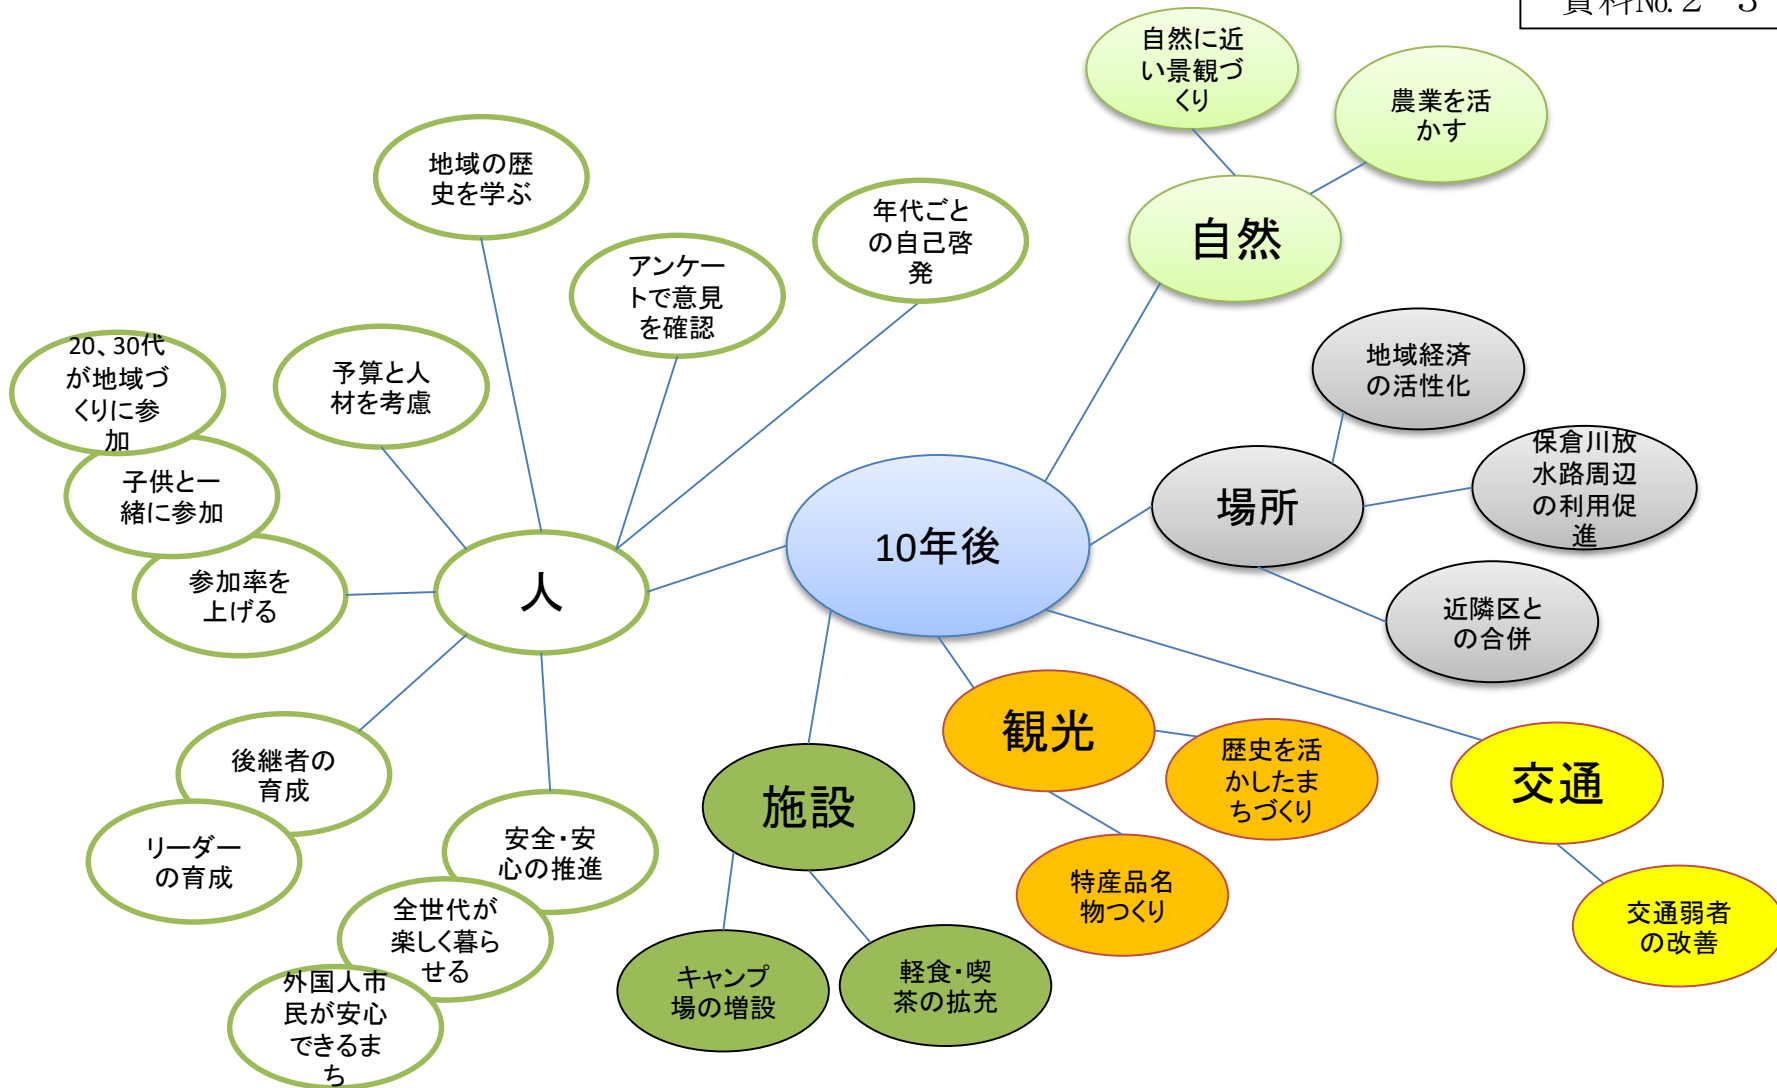 資料No.2 3
自然に近
い景観づ
くり
農業を活
かす
自然
地域の歴
史を学ぶ
年代ごと
の自己啓
発
アンケー
トで意見
を確認
予算と人
材を考慮
20、30代
が地域づ
くりに参
加
子供と一
緒に参加
参加率を
上げる
人
10年後
場所
地域経済
の活性化
保倉川放
水路周辺
の利用促
進
近隣区と
の合併
後継者の
育成
リーダー
の育成
安全・安
心の推進
全世代が
楽しく暮ら
せる
外国人市
民が安心
できるま
ち
施設
キャンプ
場の増設
軽食・喫
茶の拡充
観光
歴史を活
かしたま
ちづくり
特産品名
物つくり
交通
交通弱者
の改善